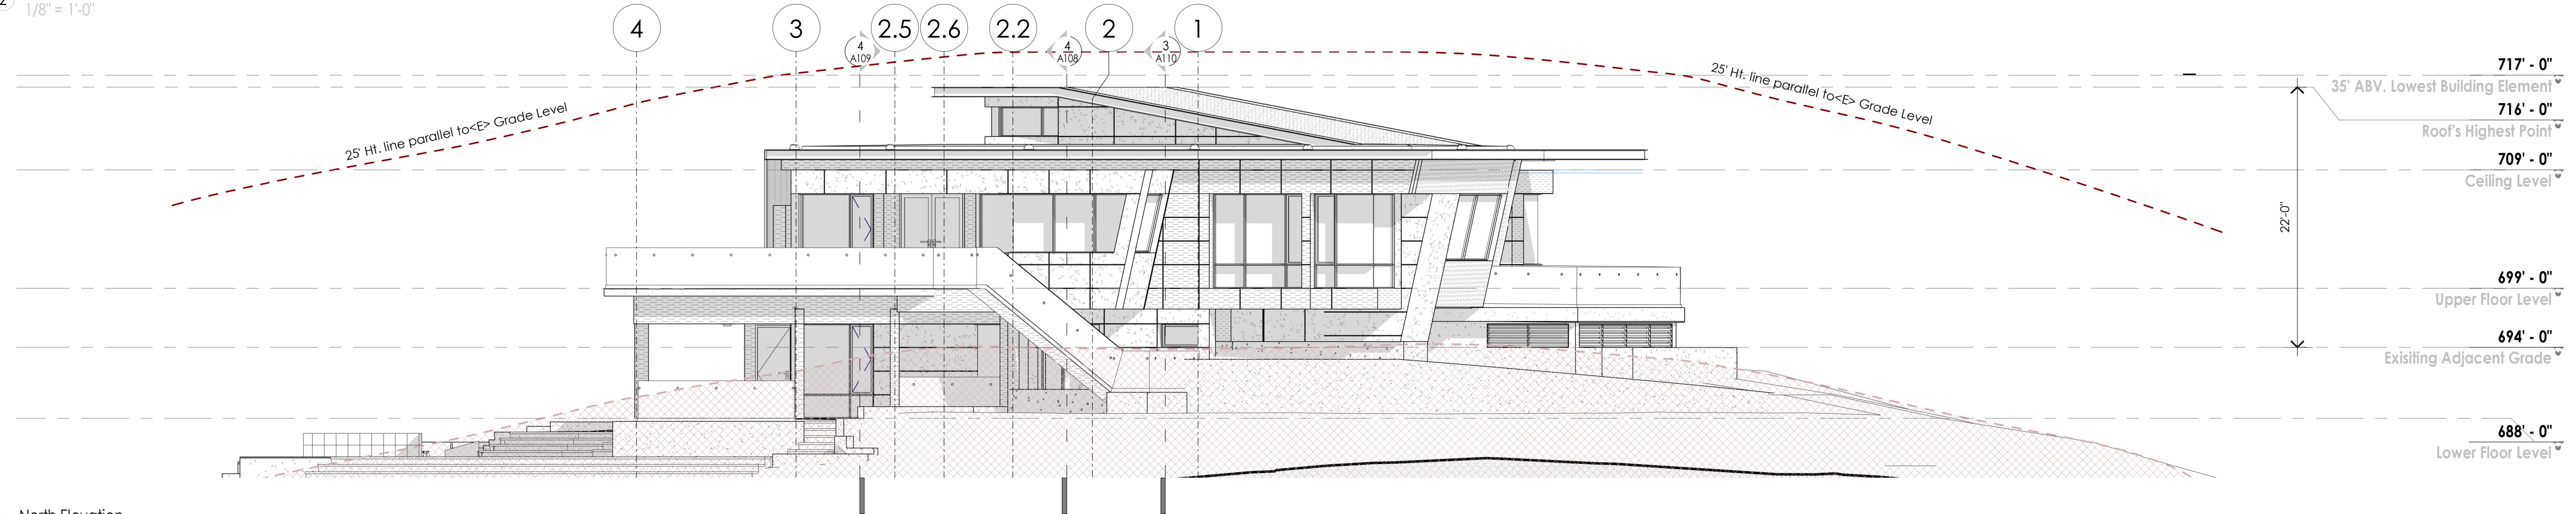 2
1/8" = 1'-0"
4
3
2.5
2.6
2.2
2
1
4
A109
4
A108
3
A110
25' Ht. line parallel to<E> Grade Level
25' Ht. line parallel to<E> Grade Level
717' - 0"
35' ABV. Lowest Building Element
716' - 0"
Roof's Highest Point
709' - 0"
Ceiling Level
22'-0"
699' - 0"
Upper Floor Level
694' - 0"
Exisiting Adjacent Grade
688' - 0"
Lower Floor Level
North Elevation